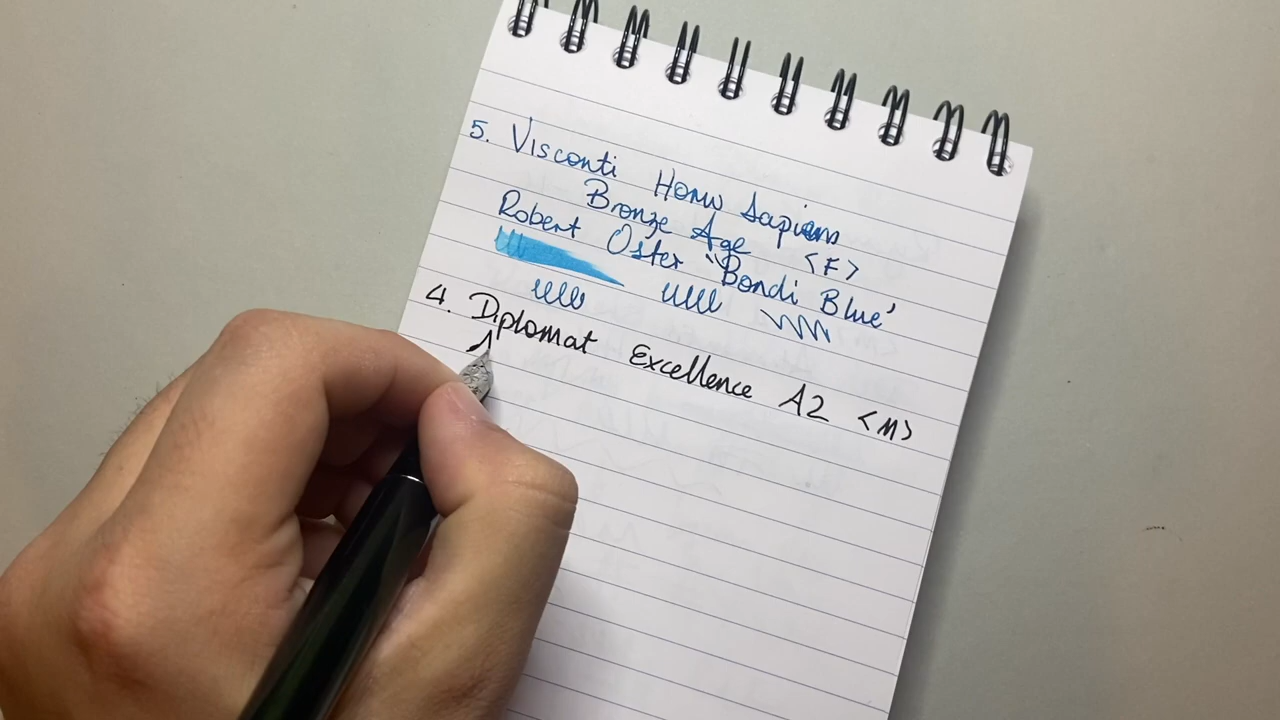 5. Visconti Homo Sapiens
Bronze Age <F>
Robert Oster "Bondi Blue"
4. Diplomat Excellence A2 <M>